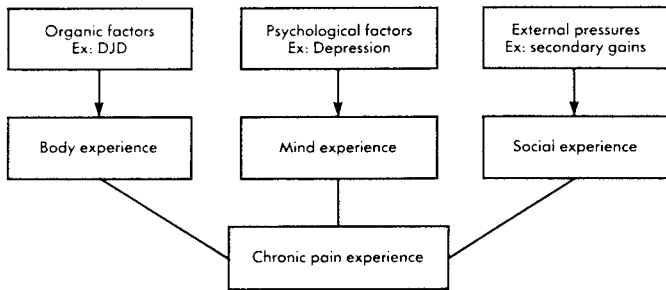 Organic factors
Ex: DJD
Psychological factors
Ex: Depression
External pressures
Ex: secondary gains
Body experience
Mind experience
Social experience
Chronic pain experience